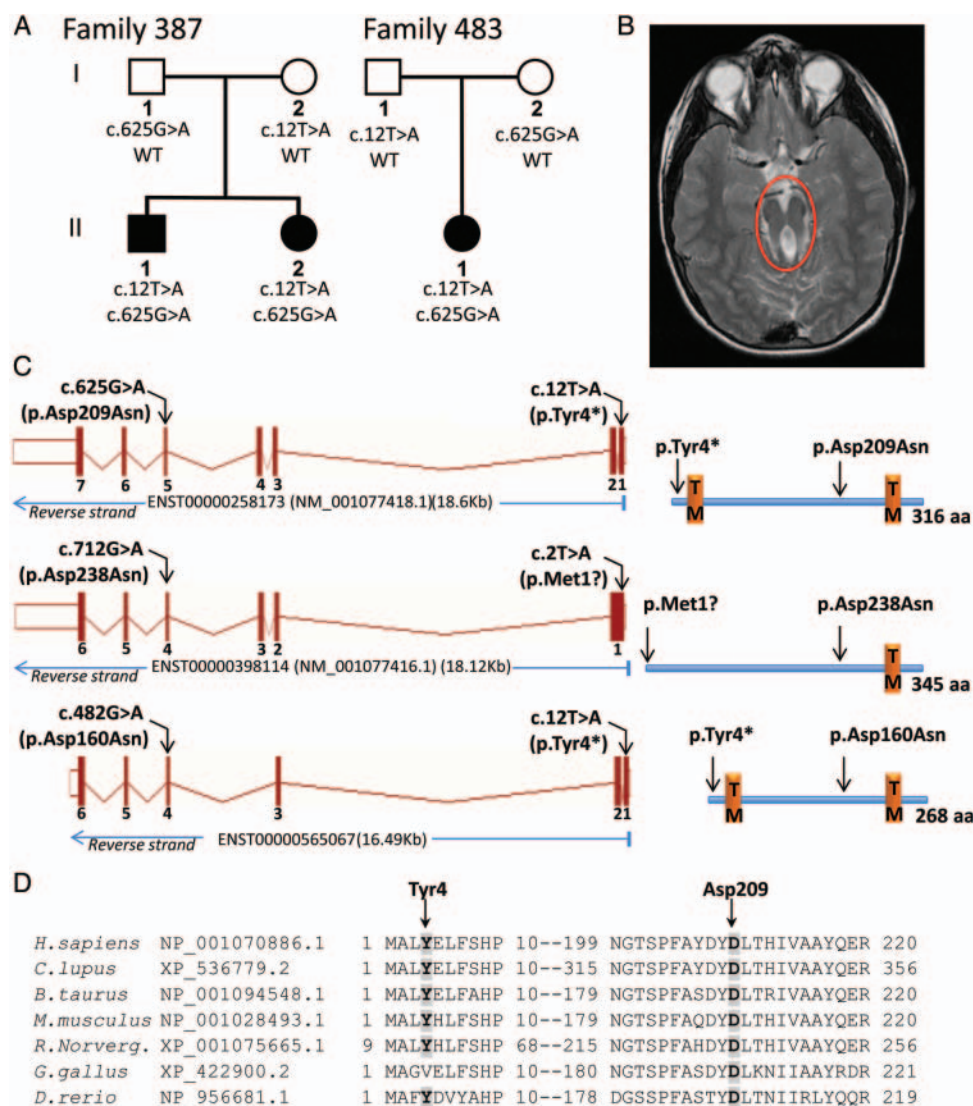 A
Family 387
Family 483
B
I
1
2
1
2
c.625G>A
c.12T>A
c.12T>A
c.625G>A
WT
WT
WT
WT
II
1
2
1
c.12T>A
c.12T>A
c.12T>A
c.625G>A
c.625G>A
c.625G>A
C
c.625G>A
(p.Asp209Asn)
c.12T>A
(p.Tyr4*)
7 6 5 4 3 21
Reverse strand
ENST00000258173 (NM_001077418.1)(18.6Kb)
p.Tyr4*
p.Asp209Asn
T
M
T
M
316 aa
c.712G>A
(p.Asp238Asn)
c.2T>A
(p.Met1?)
6 5 4 3 2 1
Reverse strand
ENST00000398114 (NM_001077416.1) (18.12Kb)
p.Met1?
p.Asp238Asn
T
M
345 aa
c.482G>A
(p.Asp160Asn)
c.12T>A
(p.Tyr4*)
6 5 4 3 21
Reverse strand
ENST00000565067(16.49Kb)
p.Tyr4*
p.Asp160Asn
T
M
T
M
268 aa
D
Tyr4 Asp209
H.sapiens NP_001070886.1 1 MALYELFSHP 10--199 NGTSPFAYDYDLTHIVAAYQER 220
C.lupus XP_536779.2 1 MALYELFSHP 10--315 NGTSPFASDYDLTHIVAAYQER 356
B.taurus NP_001094548.1 1 MALYELFAHP 10--179 NGTSPFASDYDLTRIVAAYQER 220
M.musculus NP_001028493.1 1 MALYHLFSHP 10--179 NGTSPFAQDYDLTHIVAAYQER 220
R.Norverg. XP_001075665.1 9 MALYHLFSHP 68--215 NGTSPFAHDYDLTHIVAAYQER 256
G.gallus XP_422900.2 1 MAGVELFSHP 10--180 NGTSPFASDYDLKNIIAAYRDR 221
D.rerio NP_956681.1 1 MAFYDVYAHP 10--178 DGSSPFASTYDLTNIIRLYQQR 219